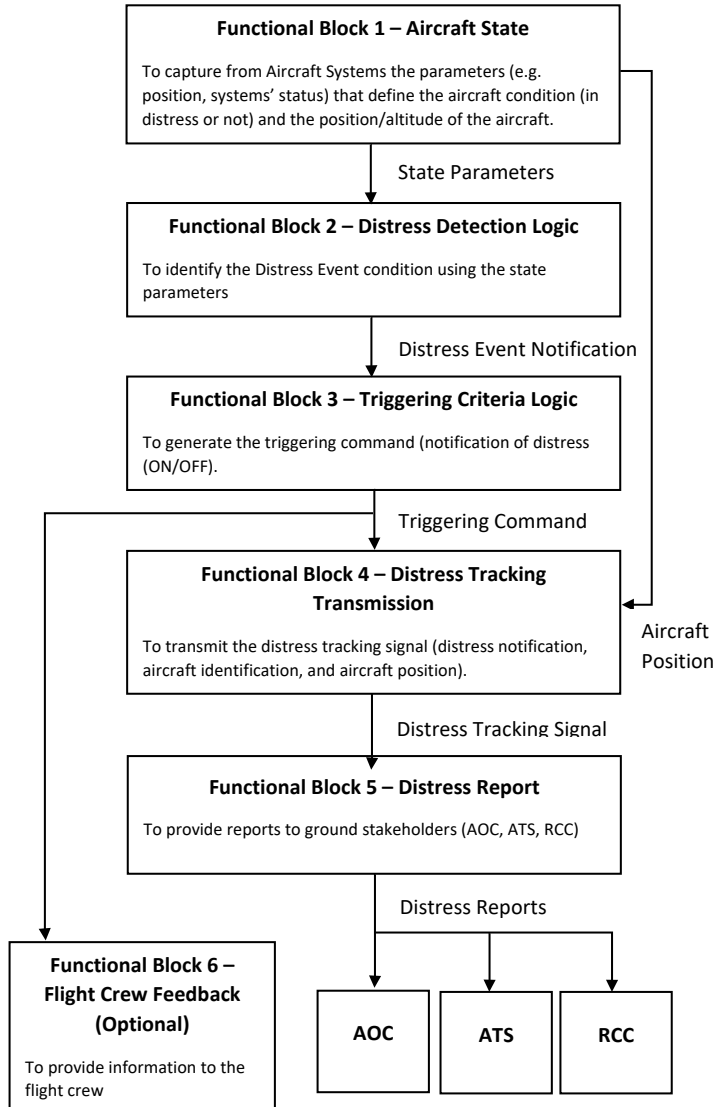 Functional Block 1 – Aircraft State
To capture from Aircraft Systems the parameters (e.g.
position, systems’ status) that define the aircraft condition (in
distress or not) and the position/altitude of the aircraft.
State Parameters
Functional Block 2 – Distress Detection Logic
To identify the Distress Event condition using the state
parameters
Distress Event Notification
Functional Block 3 – Triggering Criteria Logic
To generate the triggering command (notification of distress
(ON/OFF).
Triggering Command
Functional Block 4 – Distress Tracking
Transmission
To transmit the distress tracking signal (distress notification,
aircraft identification, and aircraft position).
Aircraft
Position
Distress Tracking Signal
Functional Block 5 – Distress Report
To provide reports to ground stakeholders (AOC, ATS, RCC)
Distress Reports
Functional Block 6 –
Flight Crew Feedback
(Optional)
To provide information to the
flight crew
AOC
ATS
RCC